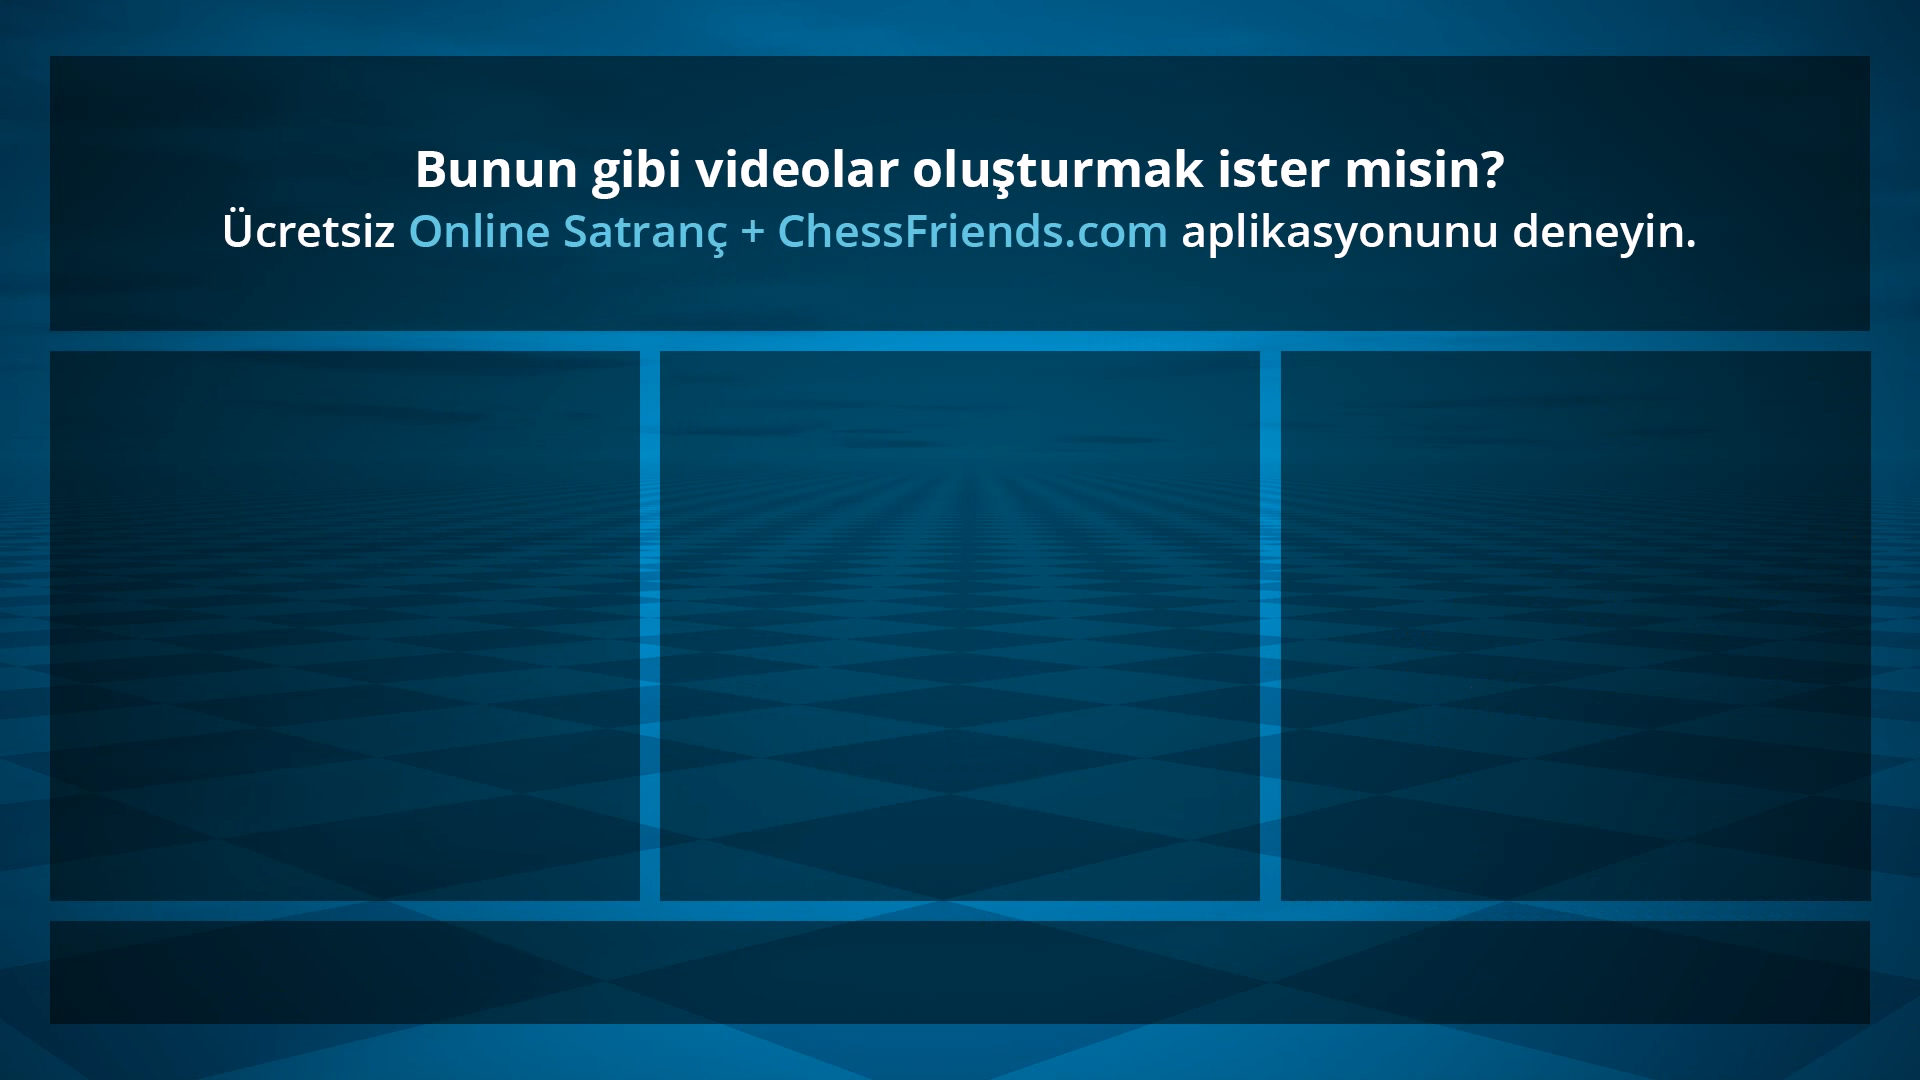 Bunun gibi videolar oluşturmak ister misin?
Ücretsiz Online Satranç + ChessFriends.com aplikasyonunu deneyin.